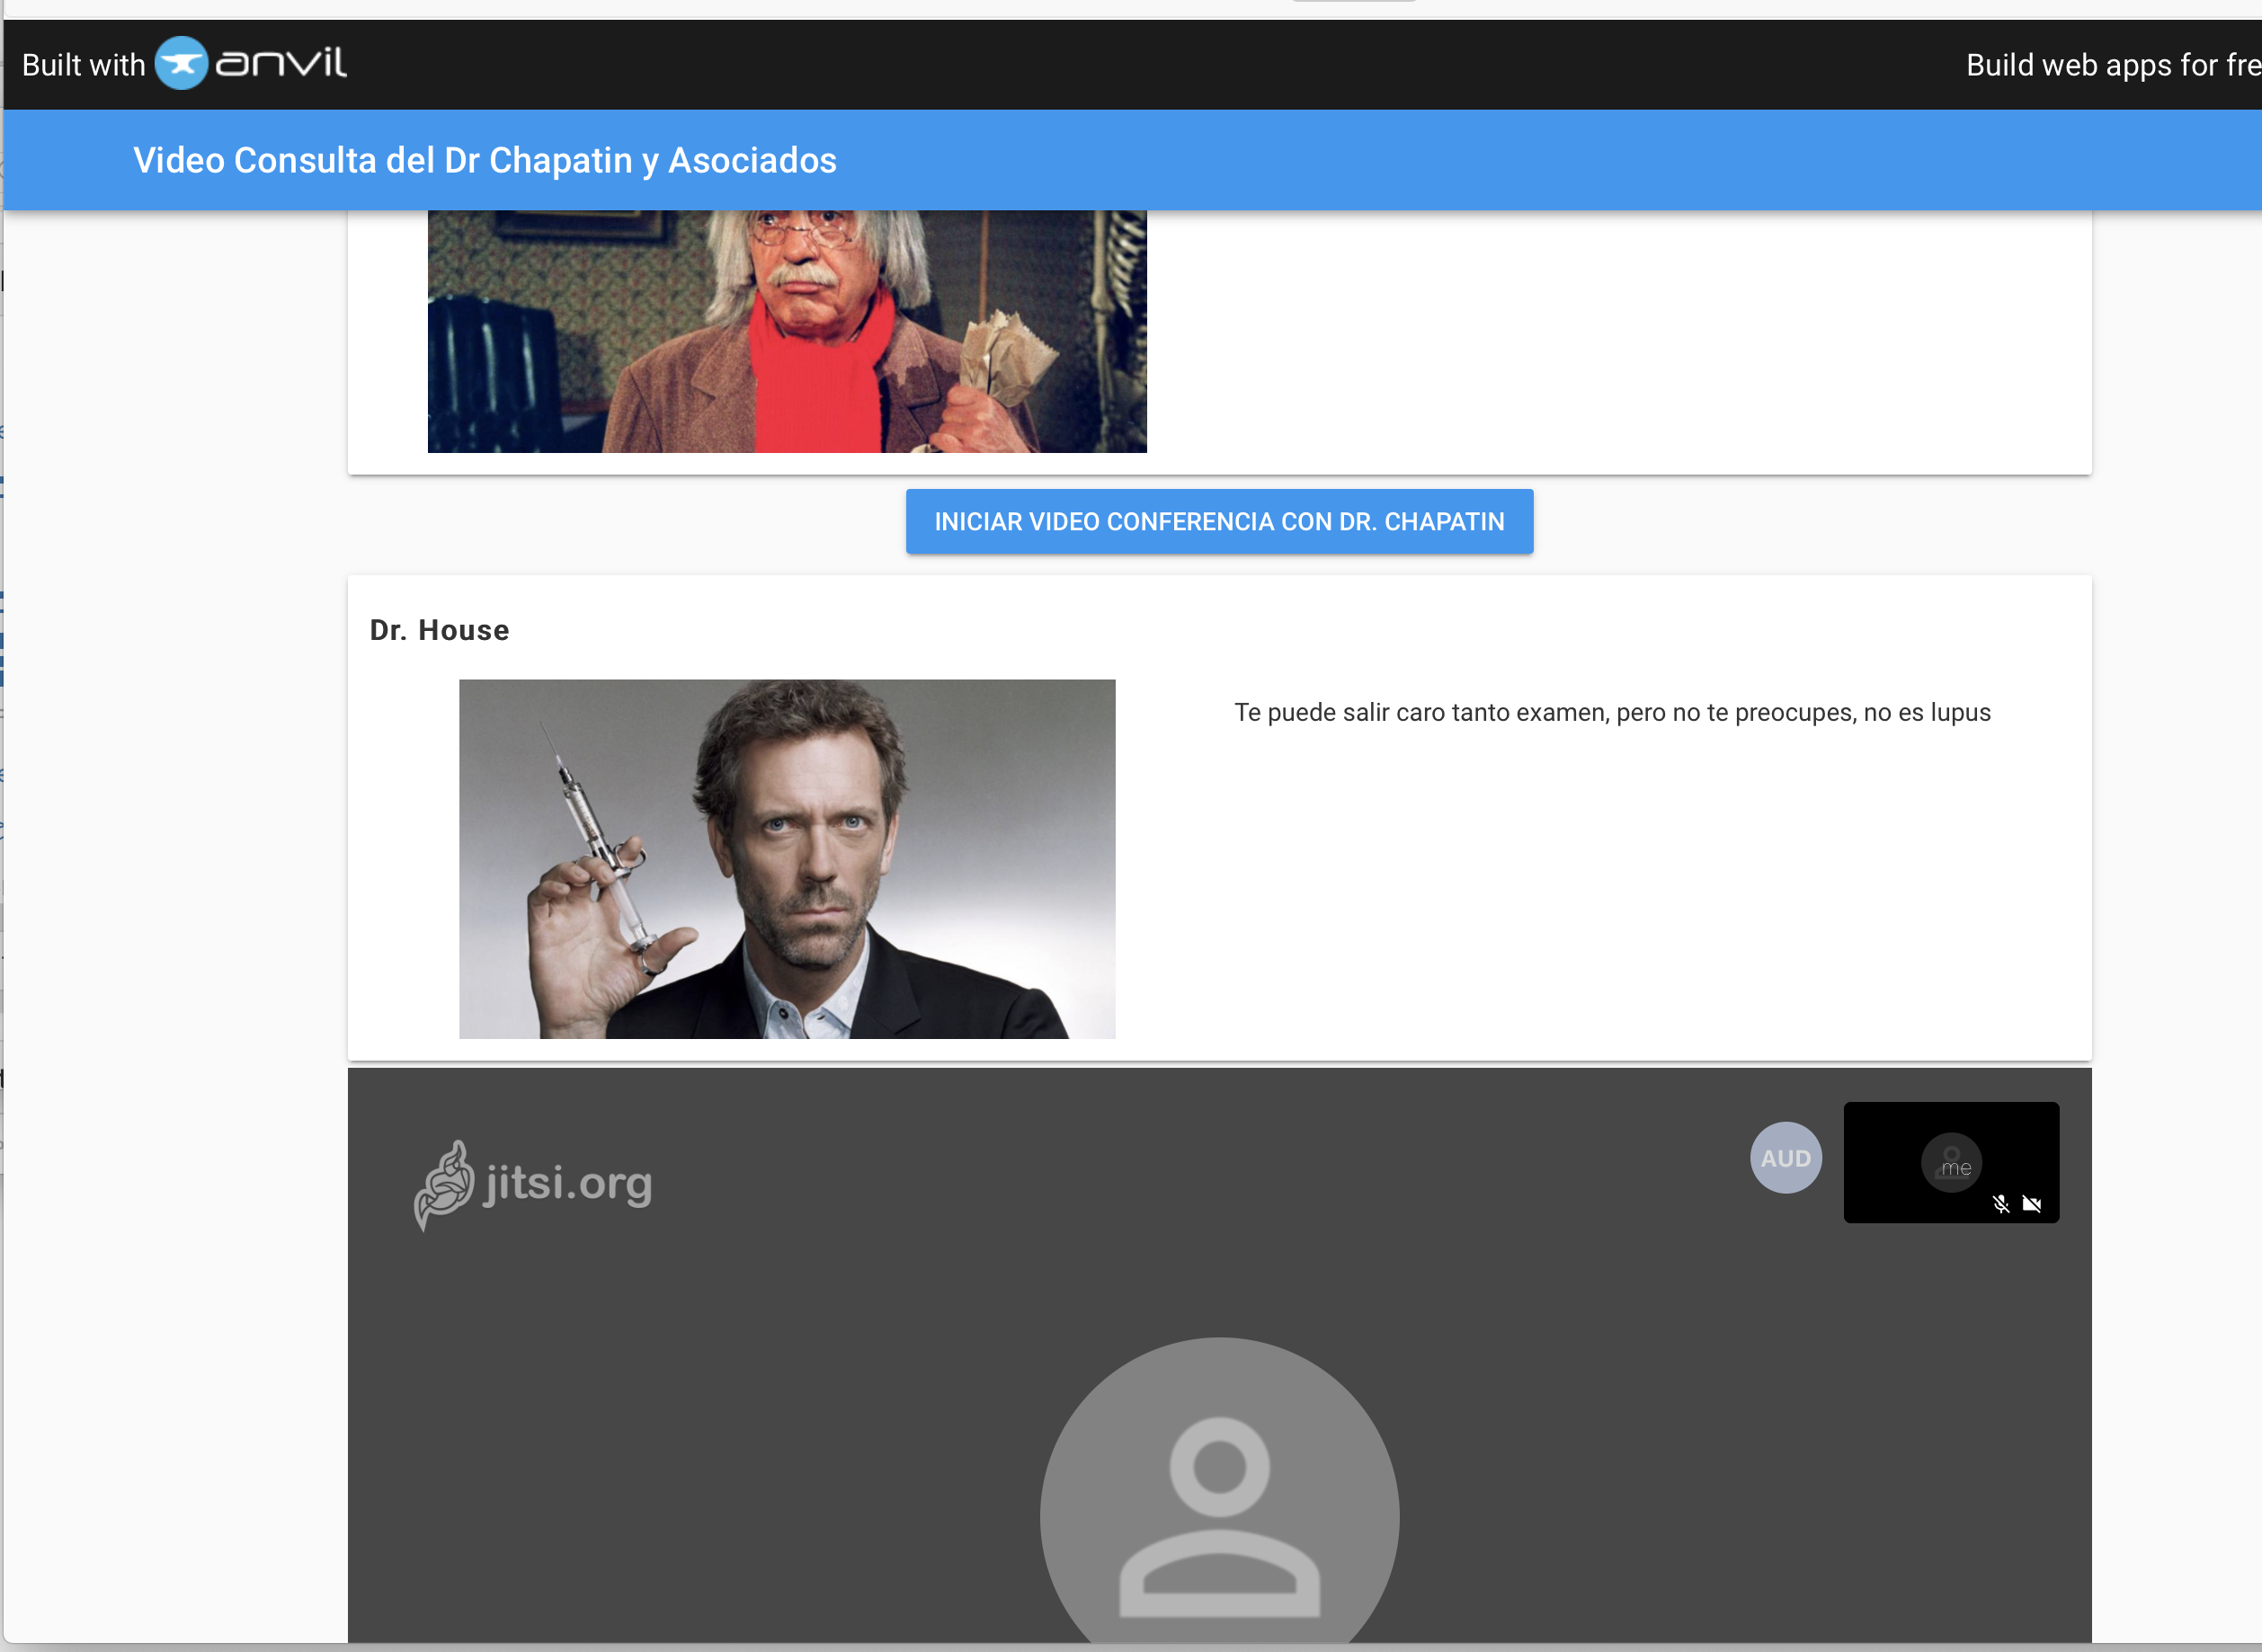 Built with anvil
Build web apps for fre
Video Consulta del Dr Chapatin y Asociados
INICIAR VIDEO CONFERENCIA CON DR. CHAPATIN
Dr. House
Te puede salir caro tanto examen, pero no te preocupes, no es lupus
jitsi.org
AUD
me